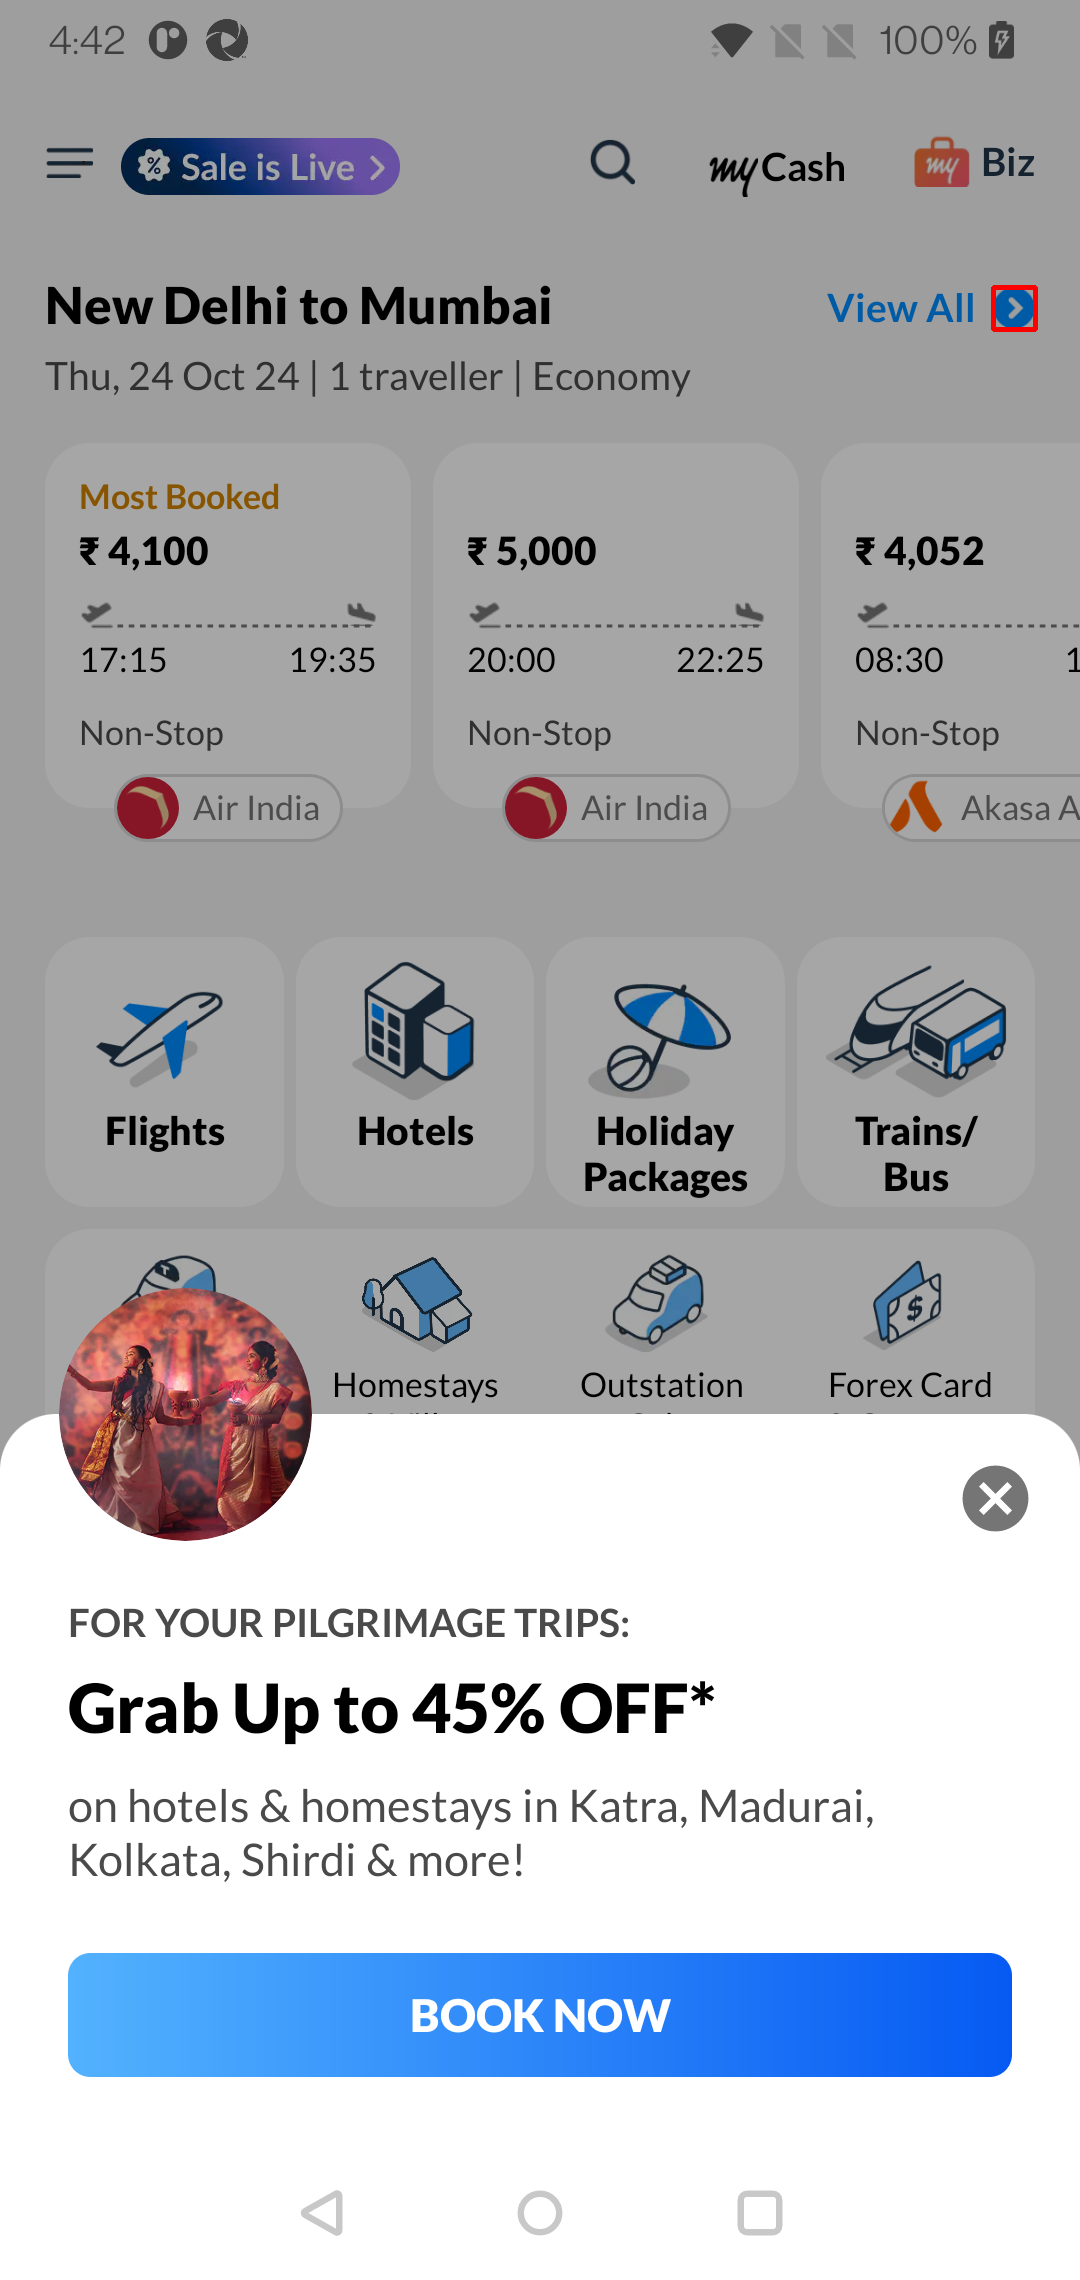 4:42
100%
Sale is Live
myCash
my Biz
New Delhi to Mumbai
View All
Thu, 24 Oct 24 | 1 traveller | Economy
Most Booked
₹ 4,100
₹ 5,000
₹ 4,052
17:15 19:35
20:00 22:25
08:30
Non-Stop
Non-Stop
Non-Stop
Air India
Air India
Akasa A
Flights
Hotels
Holiday
Packages
Trains/
Bus
Homestays
Outstation
Forex Card
FOR YOUR PILGRIMAGE TRIPS:
Grab Up to 45% OFF*
on hotels & homestays in Katra, Madurai,
Kolkata, Shirdi & more!
BOOK NOW